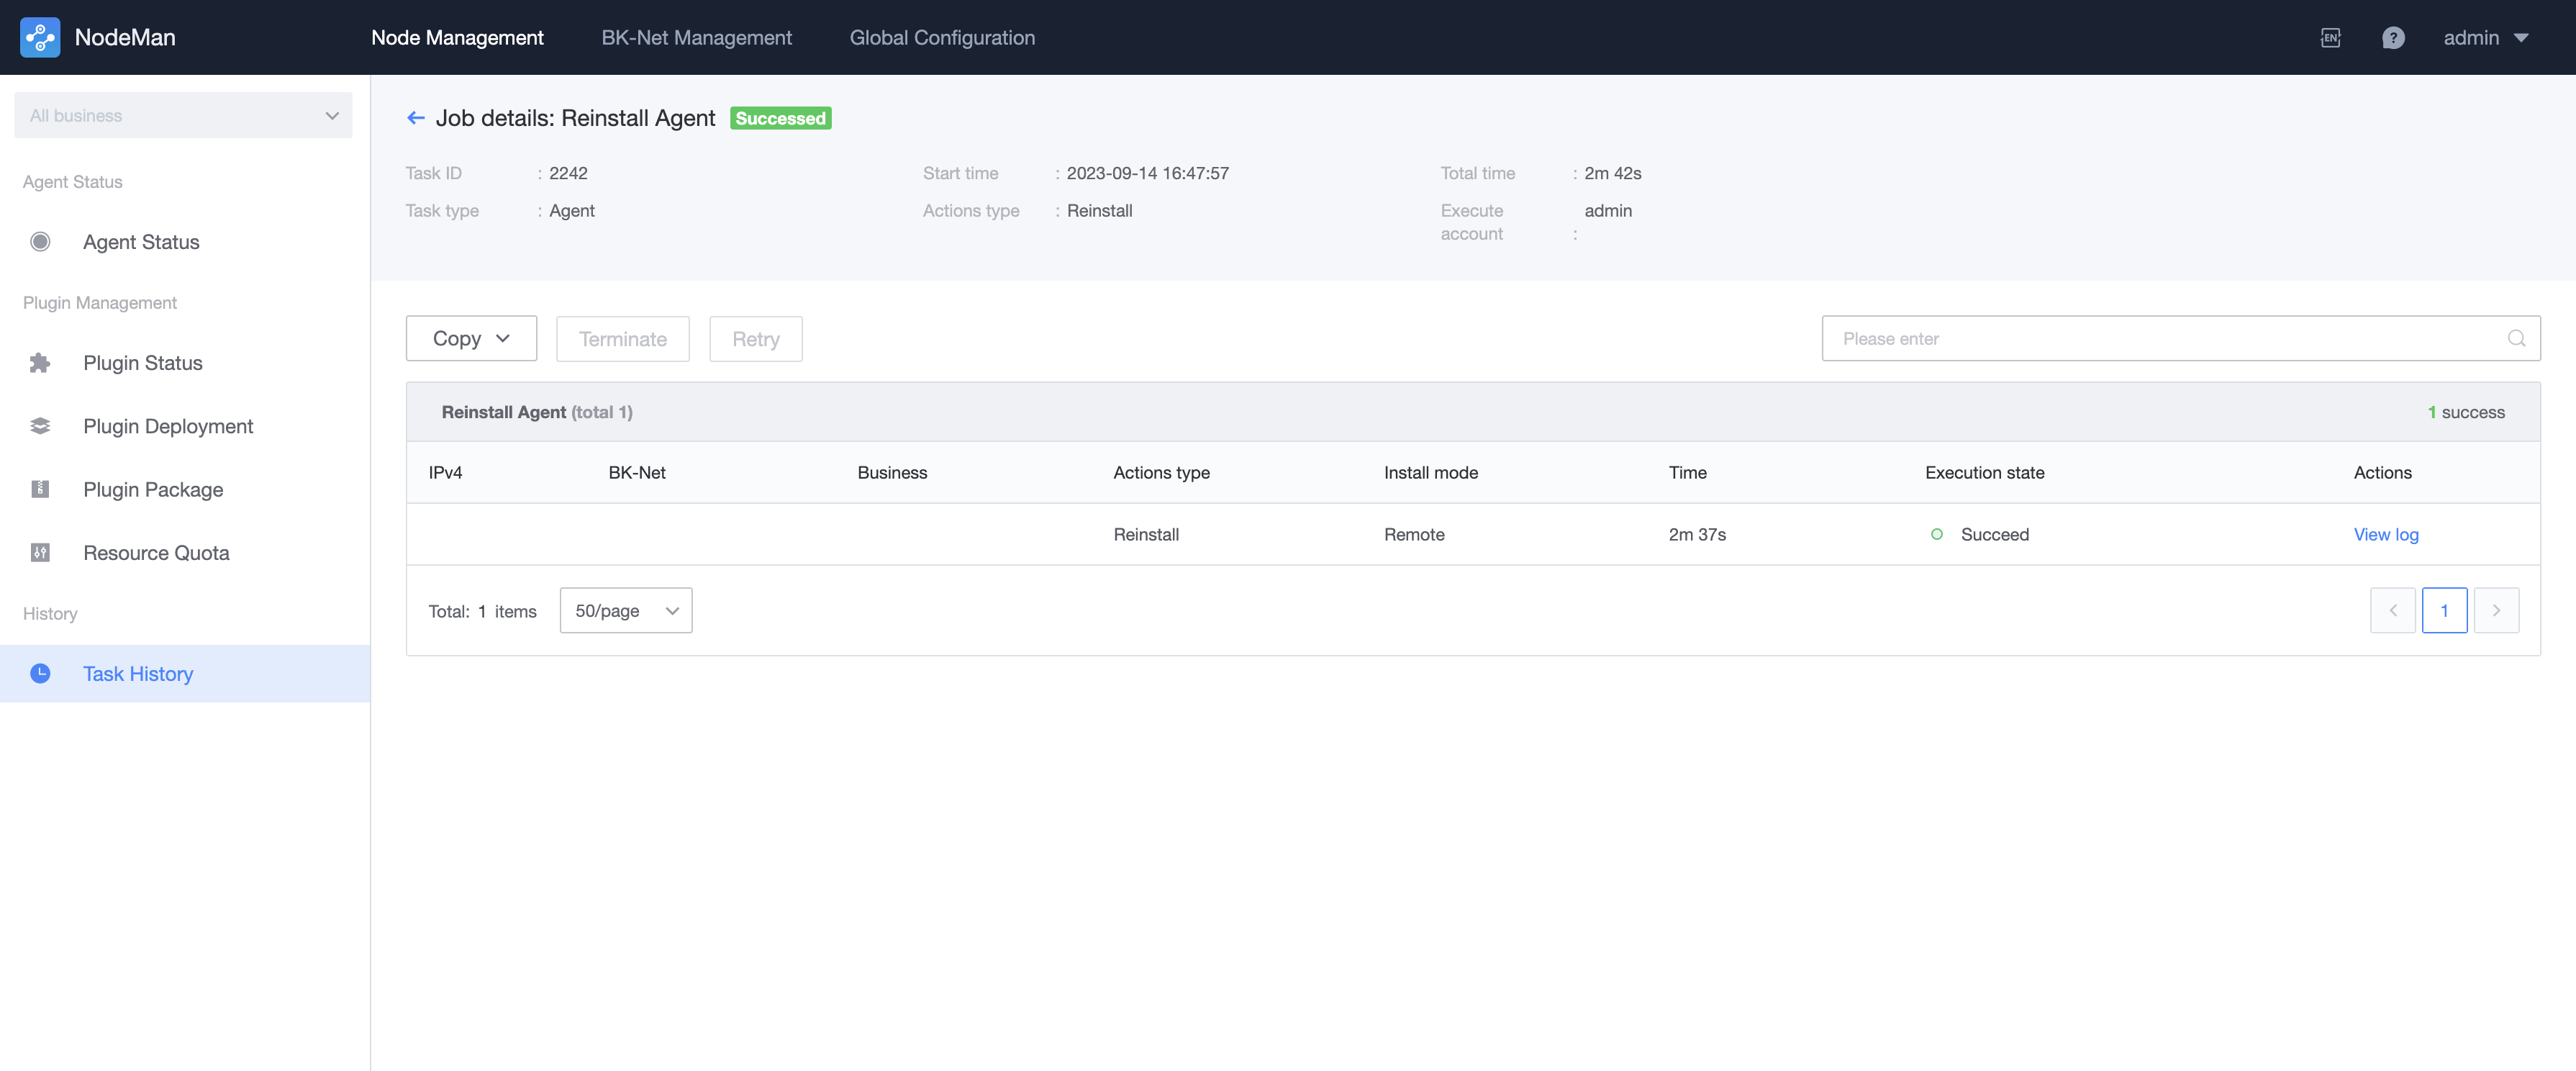 NodeMan
Node Management
BK-Net Management
Global Configuration
EN
?
admin
All business
Agent Status
Agent Status
Plugin Management
Plugin Status
Plugin Deployment
Plugin Package
Resource Quota
History
Task History
Job details: Reinstall Agent Successed
Task ID : 2242
Start time : 2023-09-14 16:47:57
Total time : 2m 42s
Task type : Agent
Actions type : Reinstall
Execute account : admin
Copy
Terminate
Retry
Please enter
Reinstall Agent (total 1)
1 success
IPv4 BK-Net Business Actions type Install mode Time Execution state Actions
Reinstall Remote 2m 37s Succeed View log
Total: 1 items
50/page
1